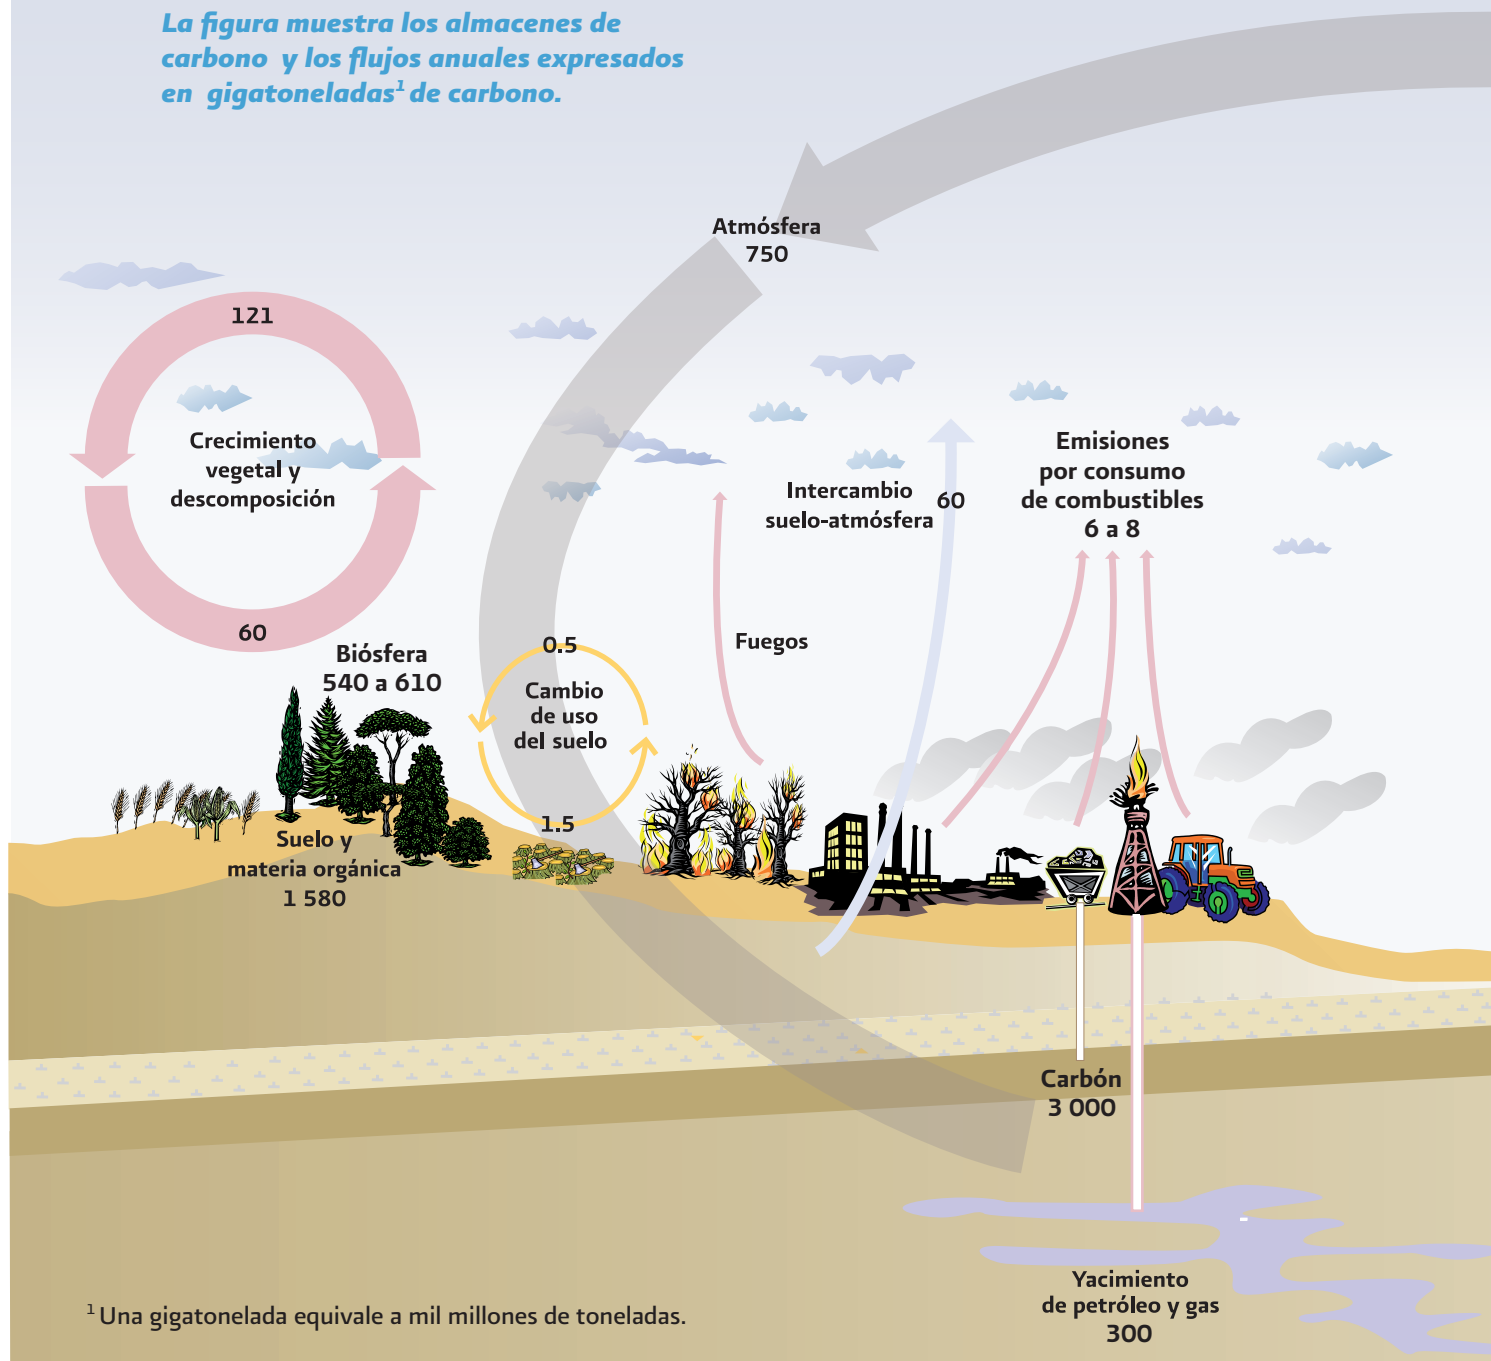 La figura muestra los almacenes de
carbono y los flujos anuales expresados
en gigatoneladas¹ de carbono.
Atmósfera
750
121
Crecimiento
vegetal y
descomposición
60
Intercambio
suelo-atmósfera
60
Emisiones
por consumo
de combustibles
6 a 8
Fuegos
Biósfera
540 a 610
0.5
Cambio
de uso
del suelo
1.5
Suelo y
materia orgánica
1 580
Carbón
3 000
Yacimiento
de petróleo y gas
300
¹ Una gigatonelada equivale a mil millones de toneladas.